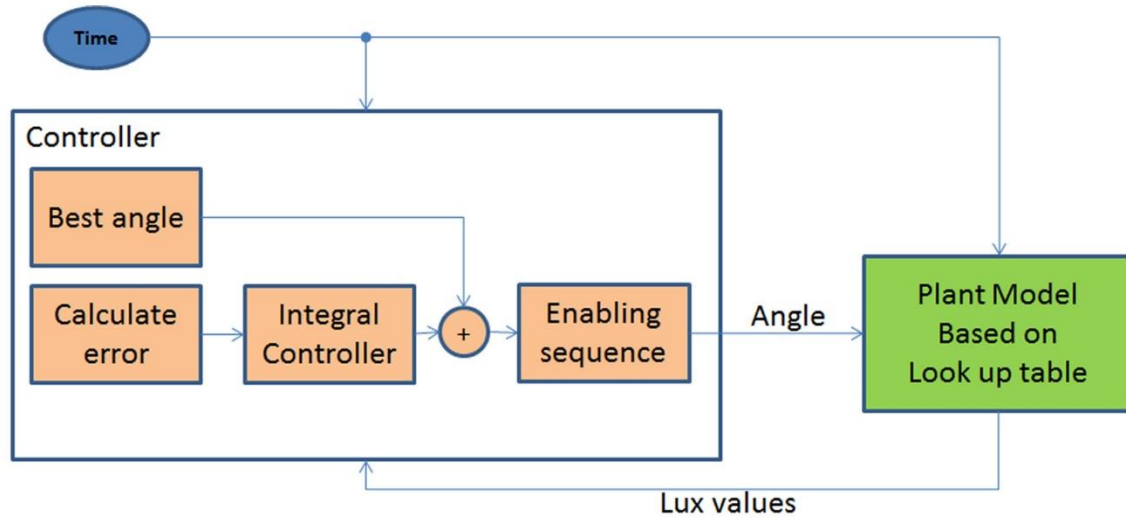 Time
Controller
Best angle
Calculate
error
Integral
Controller
+
Enabling
sequence
Angle
Plant Model
Based on
Look up table
Lux values